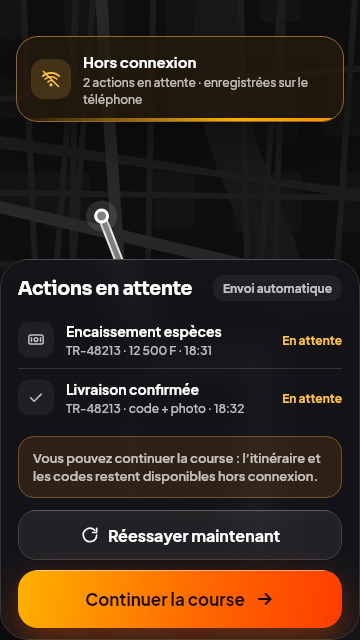 Hors connexion
2 actions en attente · enregistrées sur le
téléphone
Actions en attente
Envoi automatique
Encaissement espèces
TR-48213 · 12 500 F · 18:31
En attente
Livraison confirmée
TR-48213 · code + photo · 18:32
En attente
Vous pouvez continuer la course : l'itinéraire et
les codes restent disponibles hors connexion.
Réessayer maintenant
Continuer la course